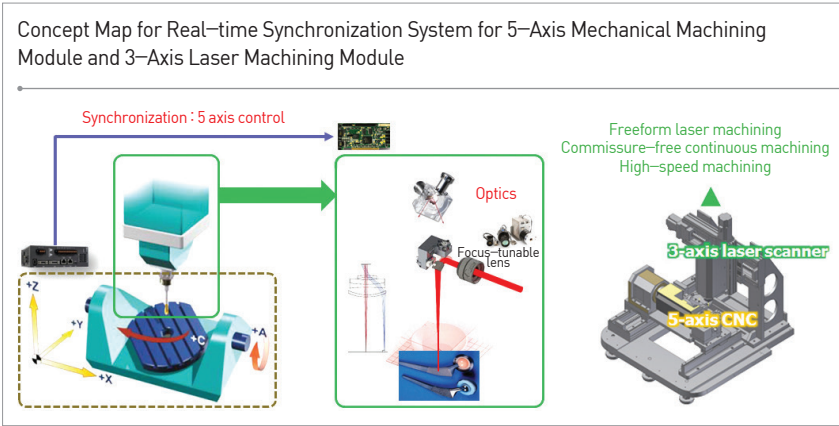 Concept Map for Real–time Synchronization System for 5–Axis Mechanical Machining
Module and 3–Axis Laser Machining Module
Synchronization : 5 axis control
Freeform laser machining
Commissure–free continuous machining
High–speed machining
Optics
Focus–tunable
lens
3-axis laser scanner
5-axis CNC
+Z
+Y
+X
+C
+A